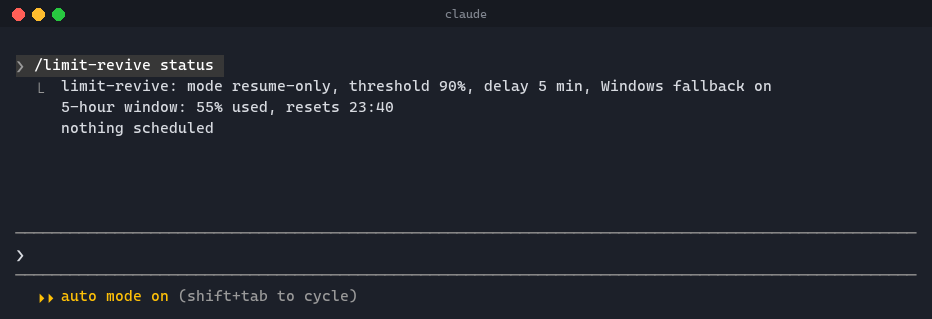 claude
❯ /limit-revive status
⎿ limit-revive: mode resume-only, threshold 90%, delay 5 min, Windows fallback on
5-hour window: 55% used, resets 23:40
nothing scheduled
❯
⏵⏵ auto mode on (shift+tab to cycle)